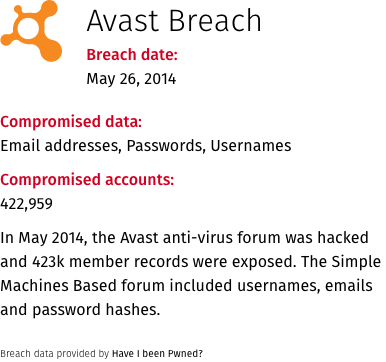 Avast Breach
Breach date:
May 26, 2014
Compromised data:
Email addresses, Passwords, Usernames
Compromised accounts:
422,959
In May 2014, the Avast anti-virus forum was hacked
and 423k member records were exposed. The Simple
Machines Based forum included usernames, emails
and password hashes.
Breach data provided by Have I been Pwned?